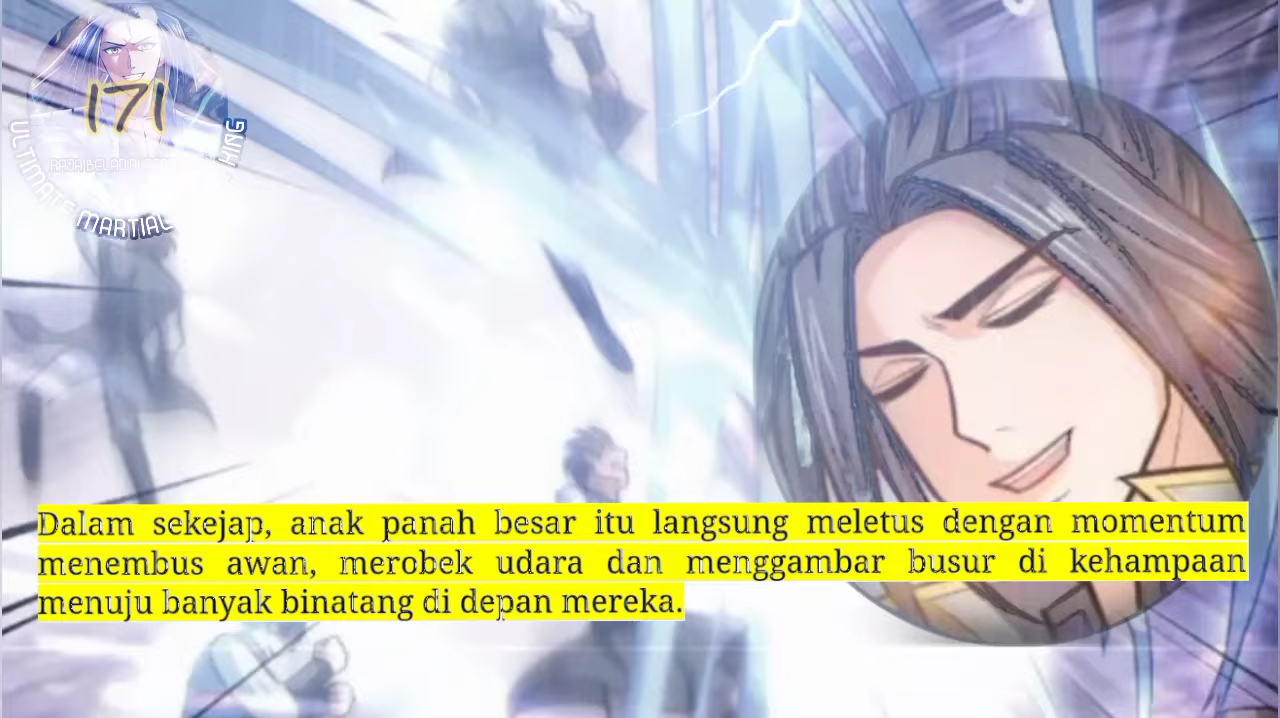 171
ULTIMATE MARTIAL KING
Dalam sekejap, anak panah besar itu langsung meletus dengan momentum
menembus awan, merobek udara dan menggambar busur di kehampaan
menuju banyak binatang di depan mereka.